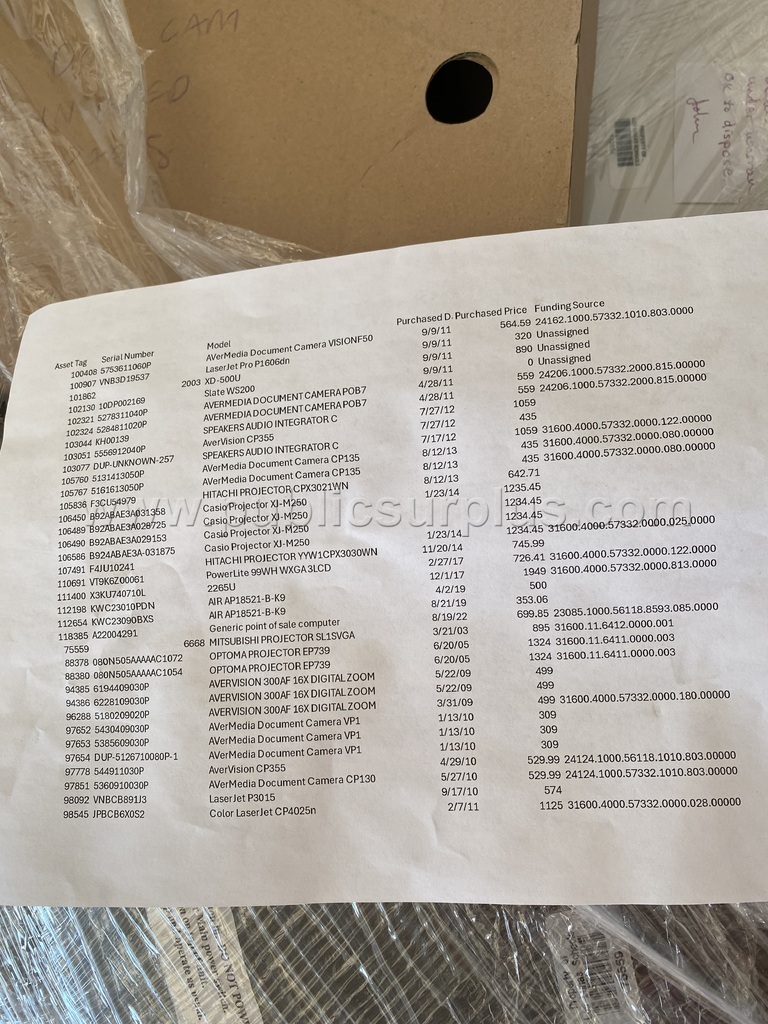 DOC CAM
OK to dispose
John
Asset Tag Serial Number Model Purchased D. Purchased Price Funding Source
100408 5753611060P AVerMedia Document Camera VISIONF50 9/9/11 564.59 24162.1000.57332.1010.803.0000
100907 VNB3D19537 LaserJet Pro P1606dn 9/9/11 320 Unassigned
101862 2003 XD-500U 9/9/11 890 Unassigned
102130 10DP002169 Slate WS200 9/9/11 0 Unassigned
102321 5278311040P AVERMEDIA DOCUMENT CAMERA POB7 4/28/11 559 24206.1000.57332.2000.815.00000
102324 5284811020P AVERMEDIA DOCUMENT CAMERA POB7 4/28/11 559 24206.1000.57332.2000.815.00000
103044 KH00139 SPEAKERS AUDIO INTEGRATOR C 7/27/12 1059
103051 5556912040P AverVision CP355 7/27/12 435
103077 DUP-UNKNOWN-257 SPEAKERS AUDIO INTEGRATOR C 7/17/12 1059 31600.4000.57332.0000.122.00000
105760 5131413050P AVerMedia Document Camera CP135 8/12/13 435 31600.4000.57332.0000.080.00000
105767 5161613050P AVerMedia Document Camera CP135 8/12/13 435 31600.4000.57332.0000.080.00000
105836 F3CU54979 HITACHI PROJECTOR CPX3021WN 8/12/13 642.71
106450 B92ABAE3A031358 Casio Projector XJ-M250 1/23/14 1235.45
106489 B92ABAE3A028725 Casio Projector XJ-M250 1234.45
106490 B92ABAE3A029153 Casio Projector XJ-M250 1234.45
106586 B924ABAE3A-031875 Casio Projector XJ-M250 1/23/14 1234.45 31600.4000.57332.0000.025.0000
107491 F4JU10241 HITACHI PROJECTOR YYW1CPX3030WN 11/20/14 745.99
110691 VT9K6Z00061 PowerLite 99WH WXGA 3LCD 2/27/17 726.41 31600.4000.57332.0000.122.0000
111400 X3KU740710L 2265U 12/1/17 1949 31600.4000.57332.0000.813.0000
112198 KWC23010PDN AIR AP18521-B-K9 4/2/19 500
112654 KWC23090BXS AIR AP18521-B-K9 8/21/19 353.06
118385 A22004291 Generic point of sale computer 8/19/22 699.85 23085.1000.56118.8593.085.0000
75559 6668 MITSUBISHI PROJECTOR SL1SVGA 3/21/03 895 31600.11.6412.0000.001
88378 080N505AAAAAC1072 OPTOMA PROJECTOR EP739 6/20/05 1324 31600.11.6411.0000.003
88380 080N505AAAAAC1054 OPTOMA PROJECTOR EP739 6/20/05 1324 31600.11.6411.0000.003
94385 6194409030P AVERVISION 300AF 16X DIGITAL ZOOM 5/22/09 499
94386 6228109030P AVERVISION 300AF 16X DIGITAL ZOOM 5/22/09 499
96288 5180209020P AVERVISION 300AF 16X DIGITAL ZOOM 3/31/09 499 31600.4000.57332.0000.180.00000
97652 5430409030P AVerMedia Document Camera VP1 1/13/10 309
97653 5385609030P AVerMedia Document Camera VP1 1/13/10 309
97654 DUP-5126710080P-1 AVerMedia Document Camera VP1 1/13/10 309
97778 544911030P AverVision CP355 4/29/10 529.99 24124.1000.56118.1010.803.00000
97851 5360910030P AVerMedia Document Camera CP130 5/27/10 529.99 24124.1000.57332.1010.803.00000
98092 VNBCB891J3 LaserJet P3015 9/17/10 574
98545 JPBCB6X0S2 Color LaserJet CP4025n 2/7/11 1125 31600.4000.57332.0000.028.00000
www.publicsurplus.com
DO NOT POW
Main power
operate as